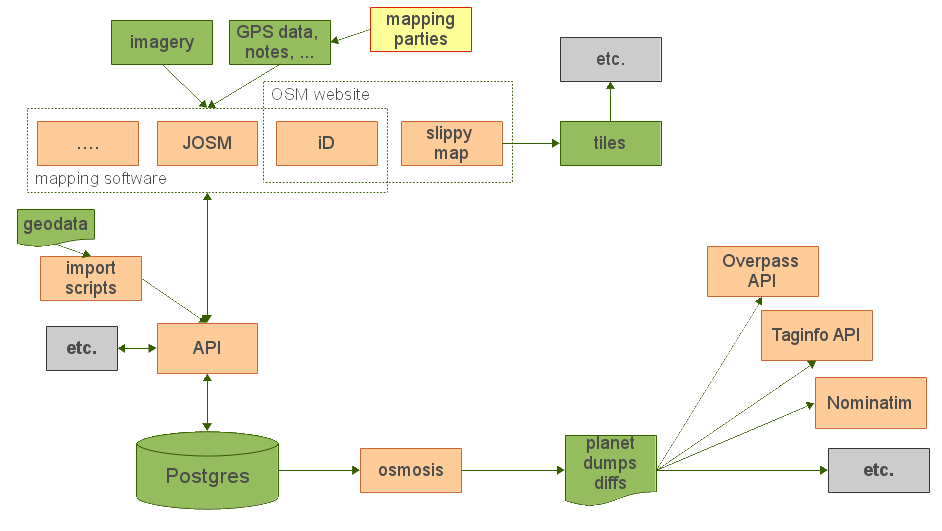 imagery
GPS data,
notes, ...
mapping
parties
etc.
OSM website
....
JOSM
iD
slippy
map
tiles
mapping software
geodata
import
scripts
Overpass
API
Taginfo API
etc.
API
Nominatim
Postgres
osmosis
planet
dumps
diffs
etc.